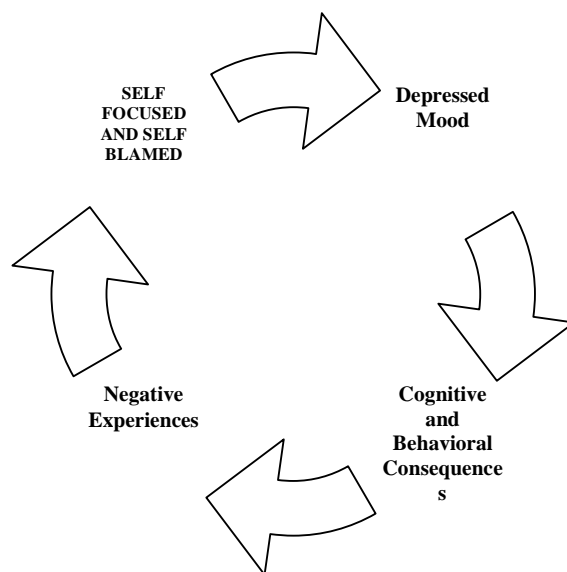 SELF
FOCUSED
AND SELF
BLAMED
Depressed
Mood
Cognitive
and
Behavioral
Consequence
s
Negative
Experiences